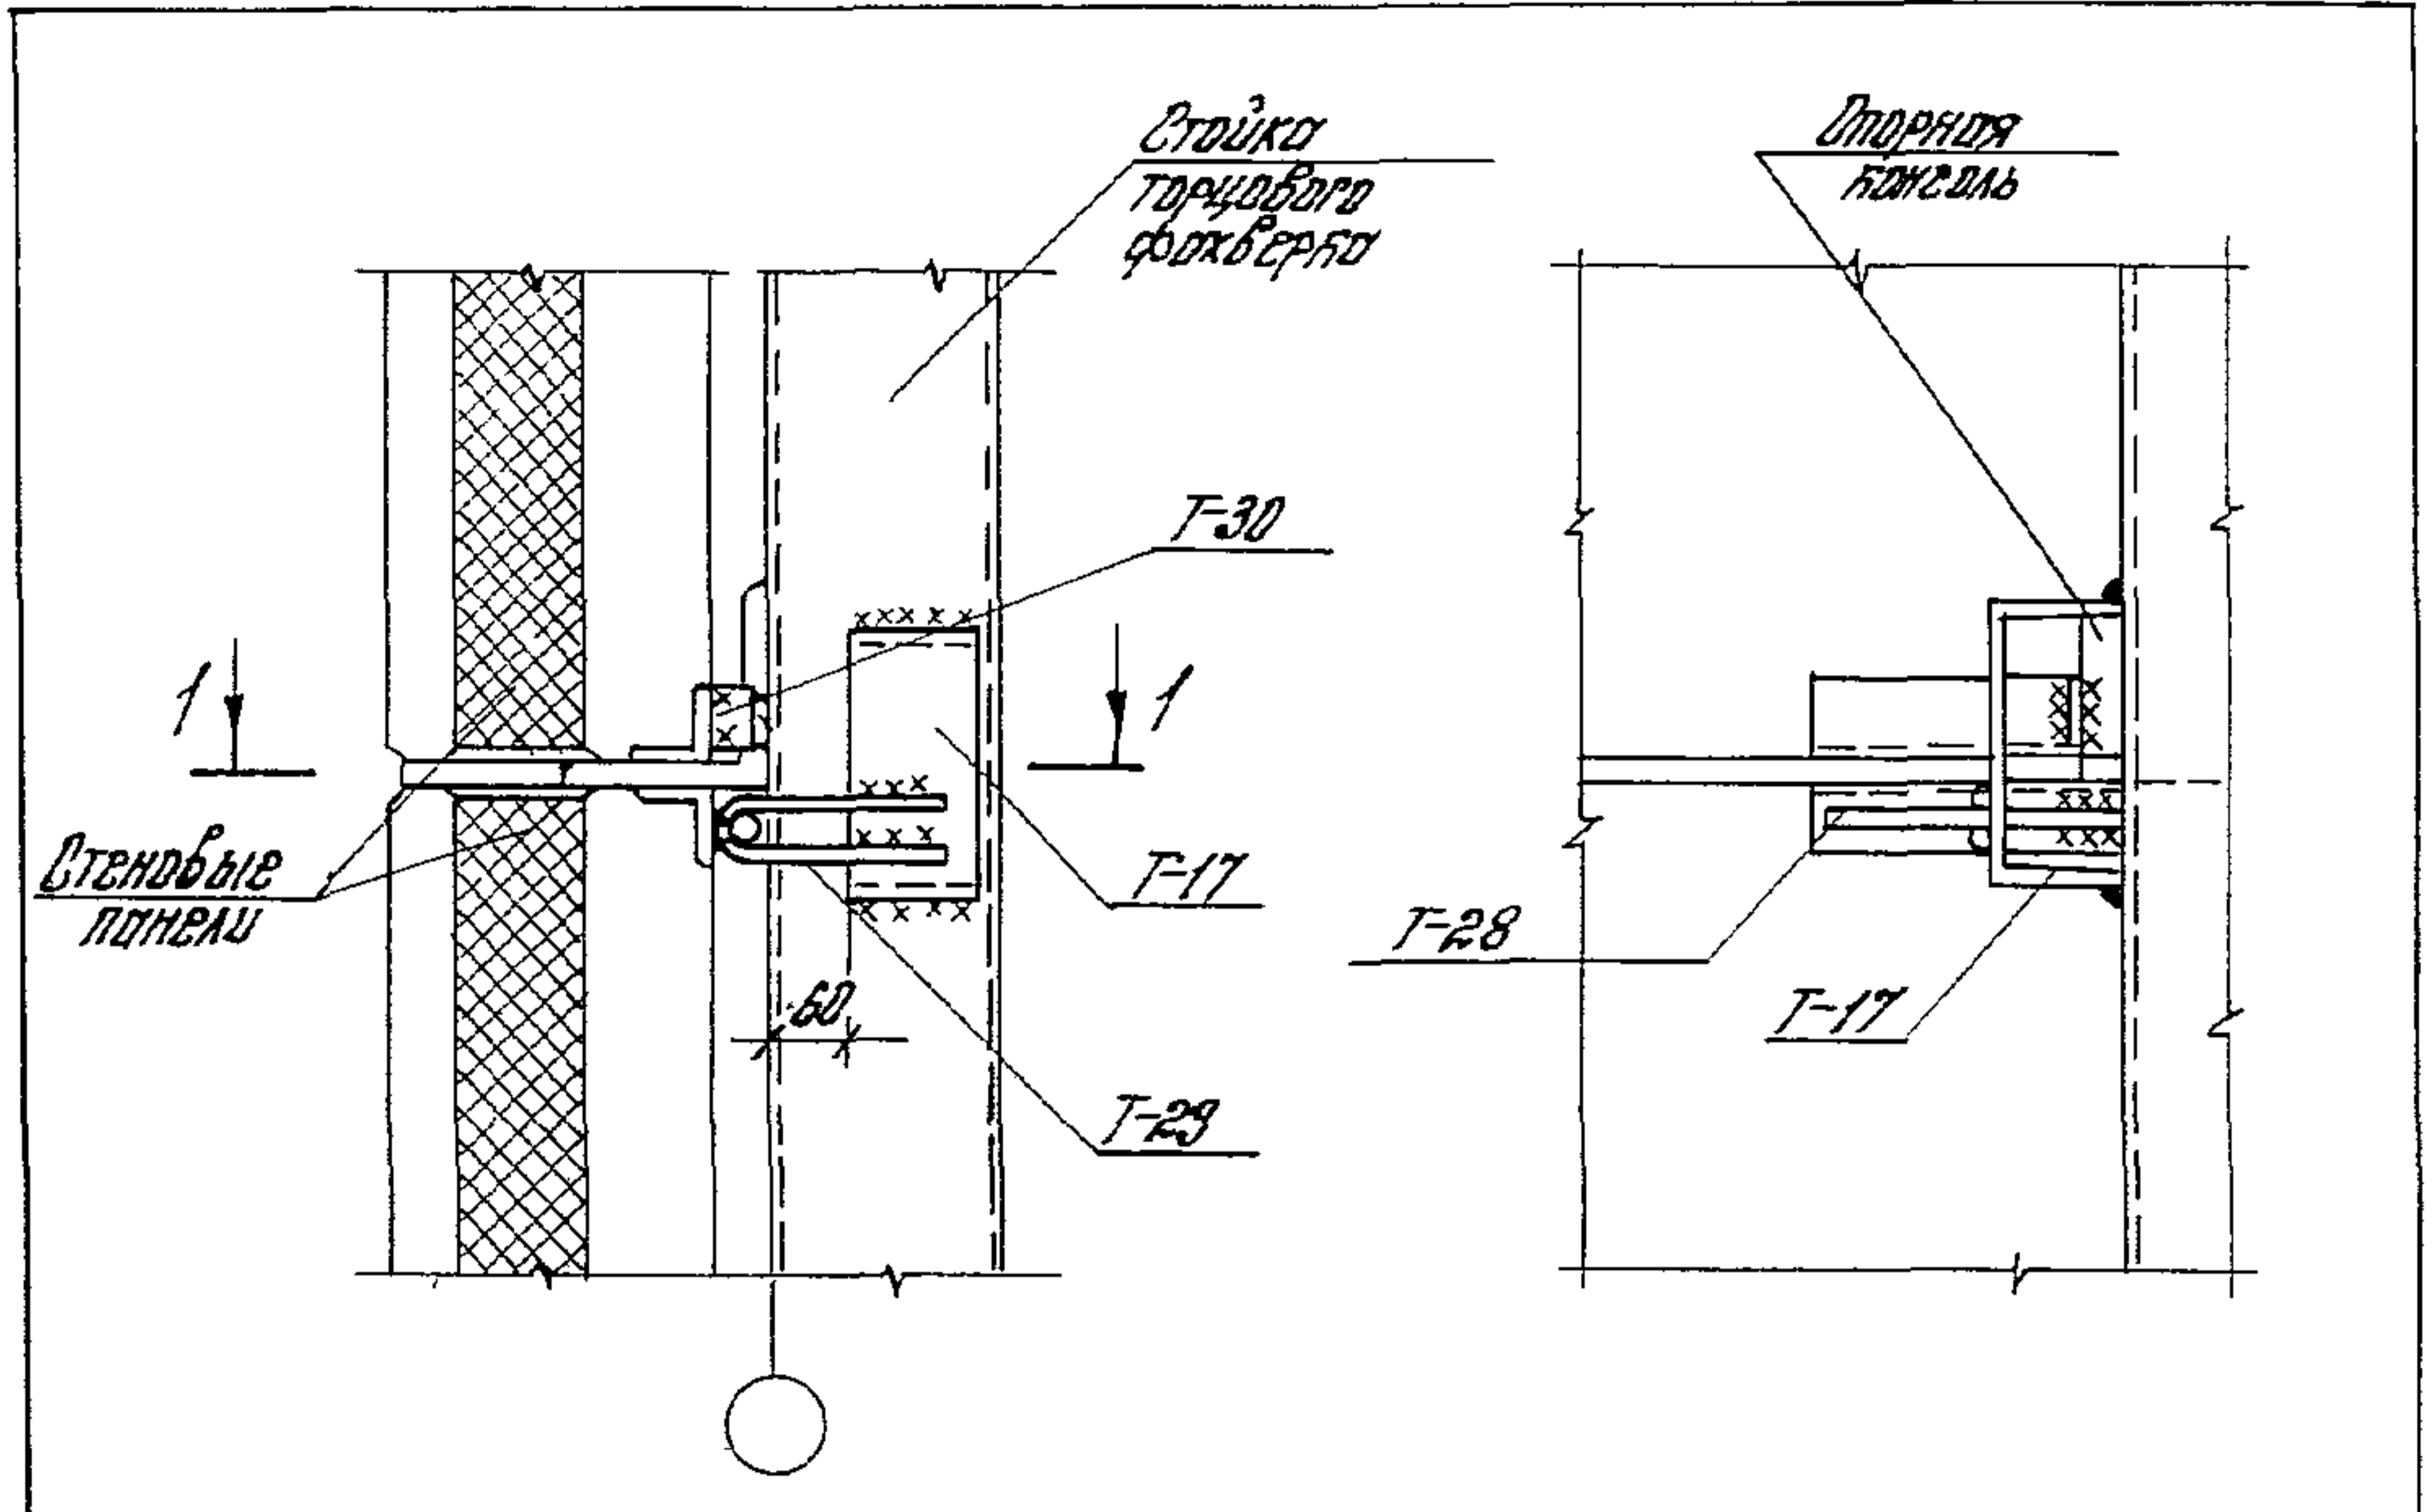 Стойка
торцового
фахверка
Опорная
консоль
Т-30
1
1
Стеновые
панели
Т-17
60
Т-29
Т-28
Т-17